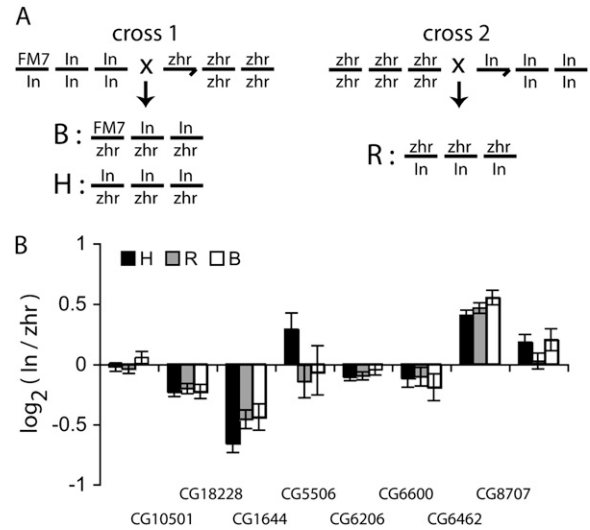 A
cross 1
cross 2
FM7 In In X zhr zhr zhr
In In In zhr zhr
zhr zhr zhr X In In In
zhr zhr zhr In In
B : FM7 In In
zhr zhr zhr
H : In In In
zhr zhr zhr
R : zhr zhr zhr
In In In
B
H R B
log2 ( In / zhr )
1
0.5
0
-0.5
-1
CG18228 CG5506 CG6600 CG8707
CG10501 CG1644 CG6206 CG6462